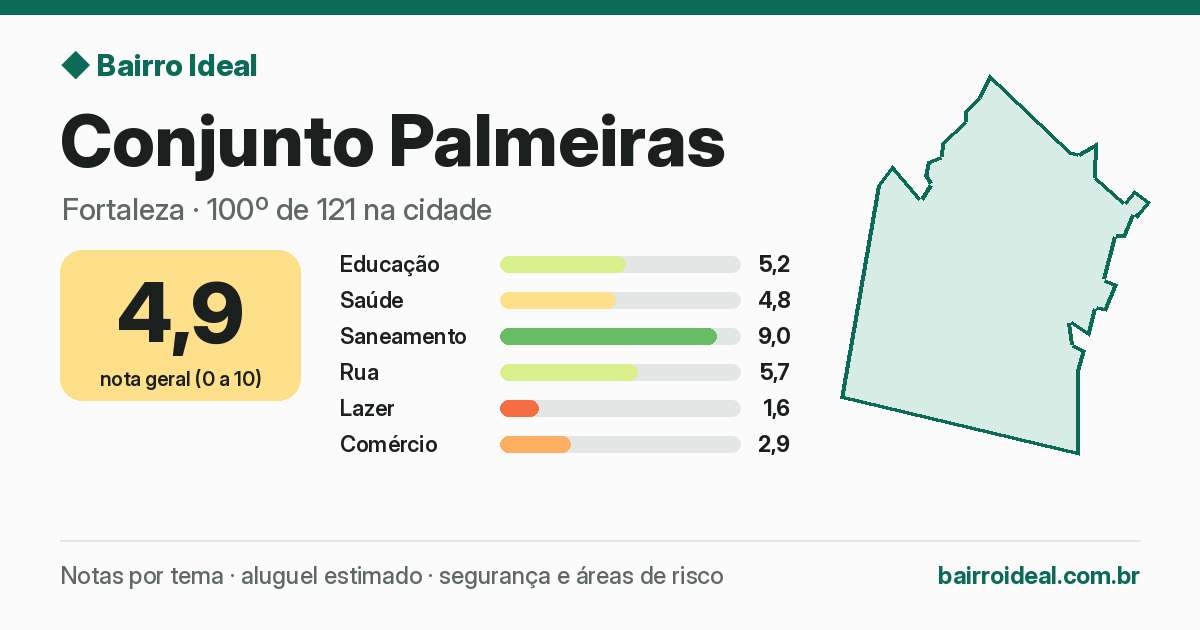 Bairro Ideal
Conjunto Palmeiras
Fortaleza · 100º de 121 na cidade
4,9
nota geral (0 a 10)
Educação 5,2
Saúde 4,8
Saneamento 9,0
Rua 5,7
Lazer 1,6
Comércio 2,9
Notas por tema · aluguel estimado · segurança e áreas de risco
bairroideal.com.br